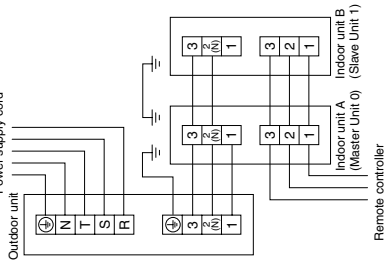 Power supply cord
Outdoor unit
N
T
S
R
3
2
(N)
1
3
2
(N)
1
3
2
1
Indoor unit A
(Master Unit 0)
3
2
(N)
1
3
2
1
Indoor unit B
(Slave Unit 1)
Remote controller